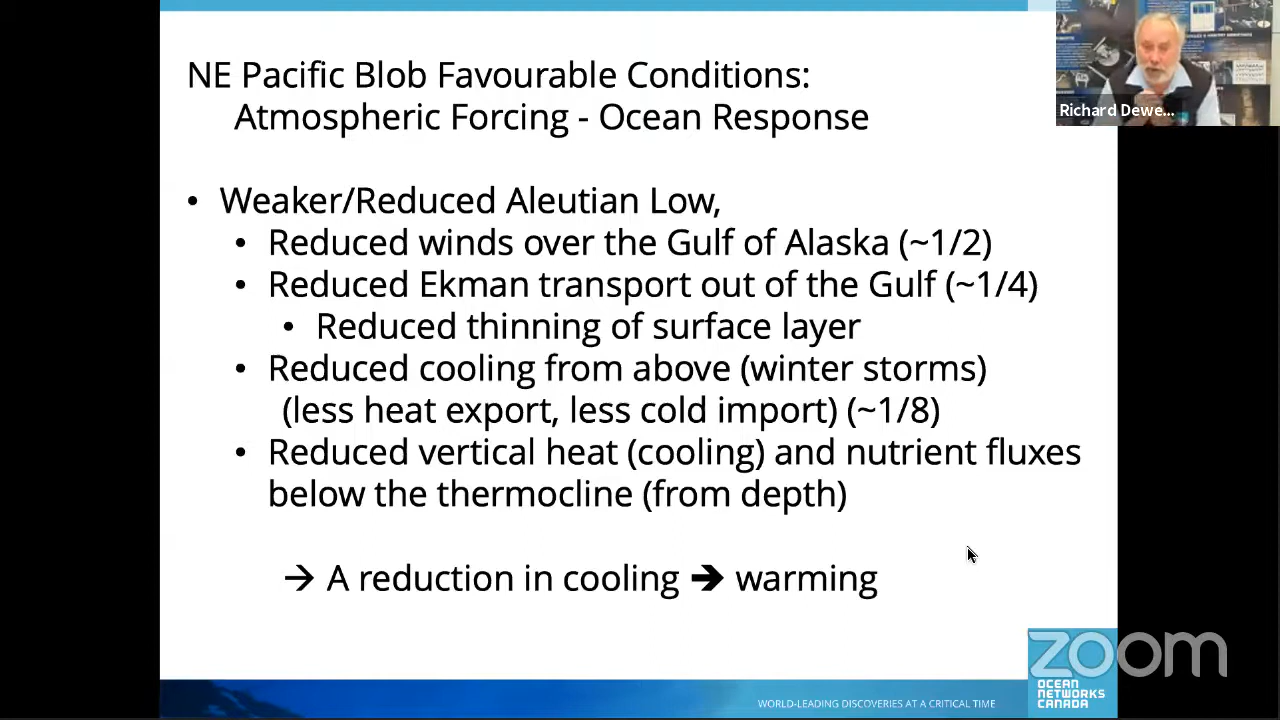 NE Pacific Blob Favourable Conditions:
Atmospheric Forcing - Ocean Response
• Weaker/Reduced Aleutian Low,
• Reduced winds over the Gulf of Alaska (~1/2)
• Reduced Ekman transport out of the Gulf (~1/4)
• Reduced thinning of surface layer
• Reduced cooling from above (winter storms)
(less heat export, less cold import) (~1/8)
• Reduced vertical heat (cooling) and nutrient fluxes
below the thermocline (from depth)
→ A reduction in cooling ➔ warming
Richard Dewe...
zoom
OCEAN
NETWORKS
CANADA
WORLD-LEADING DISCOVERIES AT A CRITICAL TIME